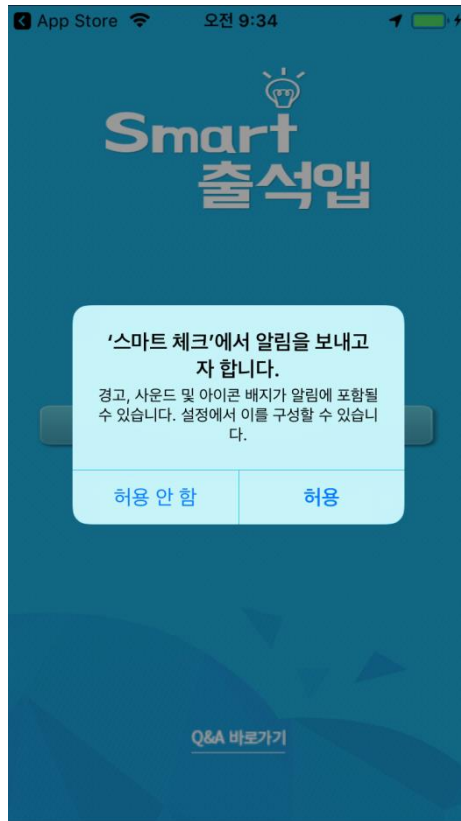 App Store 오전 9:34
Smart
출석앱
‘스마트 체크’에서 알림을 보내고
자 합니다.
경고, 사운드 및 아이콘 배지가 알림에 포함될
수 있습니다. 설정에서 이를 구성할 수 있습니
다.
허용 안 함 허용
Q&A 바로가기